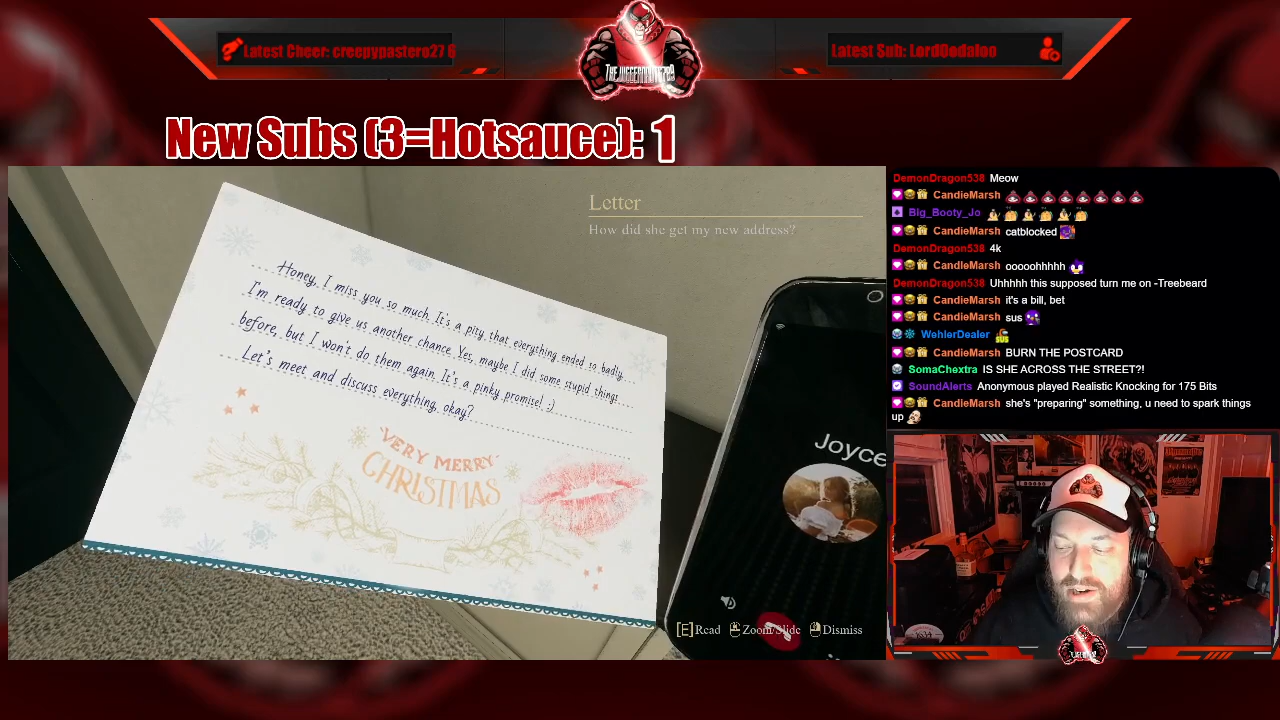 Latest Cheer: creepypastero27 6
Latest Sub: LordOodaloo
New Subs (3=Hotsauce): 1
Letter
How did she get my new address?
Honey, I miss you so much. It's a pity that everything ended so badly.
I'm ready to give us another chance. Yes, maybe I did some stupid things
before, but I won't do them again. It's a pinky promise! ;)
Let's meet and discuss everything, okay?
VERY MERRY
CHRISTMAS
Joyce
[E]Read Zoom/Slide Dismiss
DemonDragon538 Meow
CandieMarsh
Big_Booty_Jo
CandieMarsh catblocked
DemonDragon538 4k
CandieMarsh ooooohhhhh
DemonDragon538 Uhhhhh this supposed turn me on -Treebeard
CandieMarsh it's a bill, bet
CandieMarsh sus
WehlerDealer
CandieMarsh BURN THE POSTCARD
SomaChextra IS SHE ACROSS THE STREET?!
SoundAlerts Anonymous played Realistic Knocking for 175 Bits
CandieMarsh she's "preparing" something, u need to spark things
up